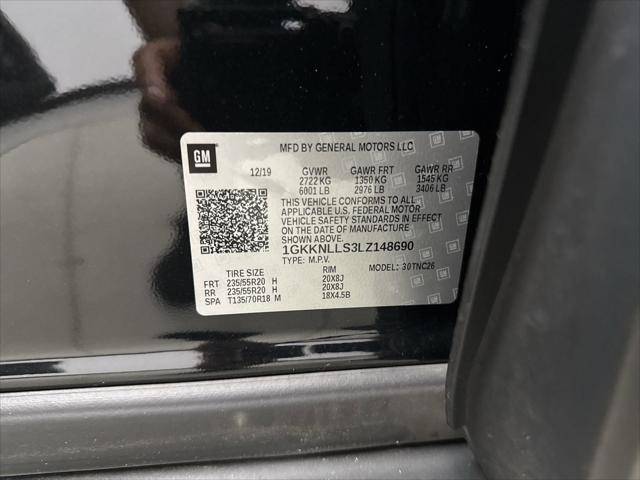 GM
MFD BY GENERAL MOTORS LLC
12/19 GVWR GAWR FRT GAWR RR
2722 KG 1350 KG 1545 KG
6001 LB 2976 LB 3406 LB
THIS VEHICLE CONFORMS TO ALL
APPLICABLE U.S. FEDERAL MOTOR
VEHICLE SAFETY STANDARDS IN EFFECT
ON THE DATE OF MANUFACTURE
SHOWN ABOVE.
1GKKNLLS3LZ148690
TYPE: M.P.V. MODEL: 30TNC26
TIRE SIZE RIM
FRT 235/55R20 H 20X8J
RR 235/55R20 H 20X8J
SPA T135/70R18 M 18X4.5B